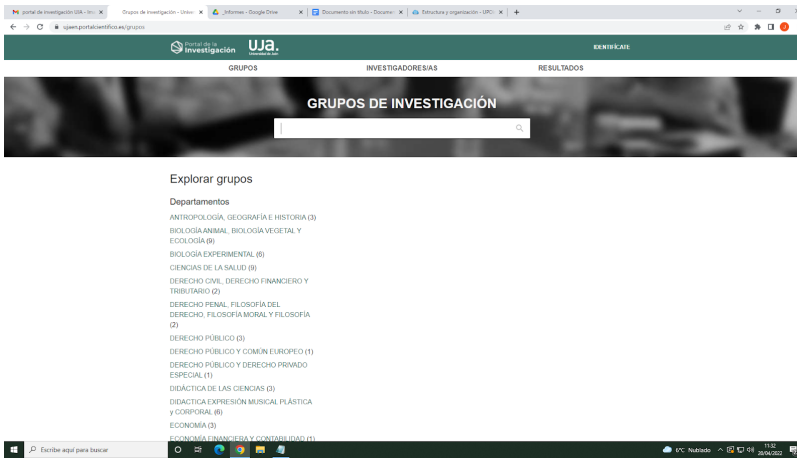 portal de investigación UJA - Inv
Grupos de investigación - Univer
_Informes - Google Drive
Documento sin título - Documen
Estructura y organización - UPCt
ujaen.portalcientifico.es/grupos
Portal de la
Investigación
UJa.
Universidad de Jaén
IDENTIFÍCATE
GRUPOS
INVESTIGADORES/AS
RESULTADOS
GRUPOS DE INVESTIGACIÓN
Explorar grupos
Departamentos
ANTROPOLOGÍA, GEOGRAFÍA E HISTORIA (3)
BIOLOGÍA ANIMAL, BIOLOGÍA VEGETAL Y
ECOLOGÍA (9)
BIOLOGÍA EXPERIMENTAL (6)
CIENCIAS DE LA SALUD (9)
DERECHO CIVIL, DERECHO FINANCIERO Y
TRIBUTARIO (2)
DERECHO PENAL, FILOSOFÍA DEL
DERECHO, FILOSOFÍA MORAL Y FILOSOFÍA
(2)
DERECHO PÚBLICO (3)
DERECHO PÚBLICO Y COMÚN EUROPEO (1)
DERECHO PÚBLICO Y DERECHO PRIVADO
ESPECIAL (1)
DIDÁCTICA DE LAS CIENCIAS (3)
DIDACTICA EXPRESIÓN MUSICAL PLÁSTICA
y CORPORAL (6)
ECONOMÍA (3)
ECONOMÍA FINANCIERA Y CONTABILIDAD (1)
Escribe aquí para buscar
6°C Nublado
11:32
20/04/2022